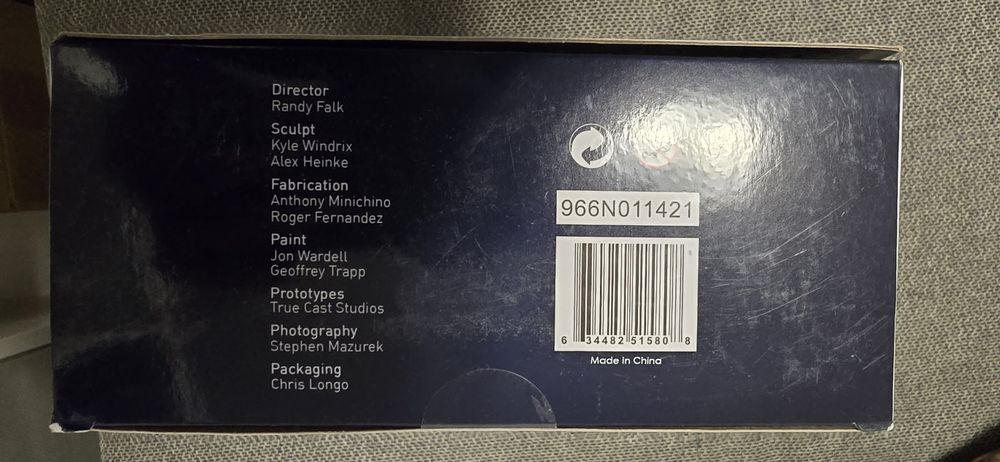 Director
Randy Falk
Sculpt
Kyle Windrix
Alex Heinke
Fabrication
Anthony Minichino
Roger Fernandez
Paint
Jon Wardell
Geoffrey Trapp
Prototypes
True Cast Studios
Photography
Stephen Mazurek
Packaging
Chris Longo
966N011421
6 34482 51580 8
Made in China